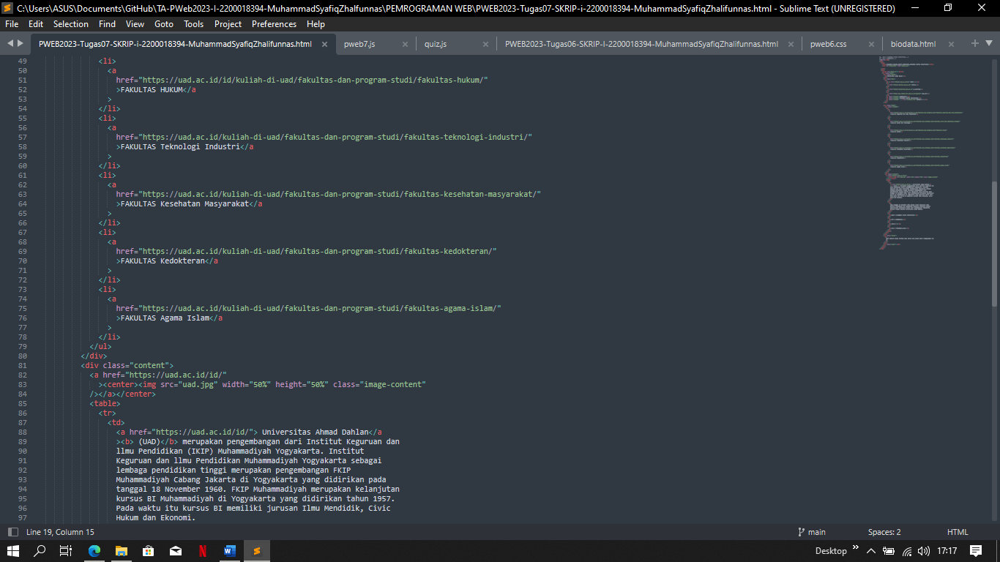 C:\Users\ASUS\Documents\GitHub\TA-PWeb2023-I-2200018394-MuhammadSyafiqZhalfunnas\PEMROGRAMAN WEB\PWEB2023-Tugas07-SKRIP-i-2200018394-MuhammadSyafiqZhalifunnas.html - Sublime Text (UNREGISTERED)
File Edit Selection Find View Goto Tools Project Preferences Help
PWEB2023-Tugas07-SKRIP-i-2200018394-MuhammadSyafiqZhalifunnas.html pweb7.js quiz.js PWEB2023-Tugas06-SKRIP-I-2200018394-MuhammadSyafiqZhalifunnas.html pweb6.css biodata.html
49 <li>
50 <a
51 href="https://uad.ac.id/id/kuliah-di-uad/fakultas-dan-program-studi/fakultas-hukum/"
52 >FAKULTAS HUKUM</a
53 >
54 </li>
55 <li>
56 <a
57 href="https://uad.ac.id/kuliah-di-uad/fakultas-dan-program-studi/fakultas-teknologi-industri/"
58 >FAKULTAS Teknologi Industri</a
59 >
60 </li>
61 <li>
62 <a
63 href="https://uad.ac.id/kuliah-di-uad/fakultas-dan-program-studi/fakultas-kesehatan-masyarakat/"
64 >FAKULTAS Kesehatan Masyarakat</a
65 >
66 </li>
67 <li>
68 <a
69 href="https://uad.ac.id/kuliah-di-uad/fakultas-dan-program-studi/fakultas-kedokteran/"
70 >FAKULTAS Kedokteran</a
71 >
72 </li>
73 <li>
74 <a
75 href="https://uad.ac.id/kuliah-di-uad/fakultas-dan-program-studi/fakultas-agama-islam/"
76 >FAKULTAS Agama Islam</a
77 >
78 </li>
79 </ul>
80 </div>
81 <div class="content">
82 <a href="https://uad.ac.id/id/"
83 ><center><img src="uad.jpg" width="50%" height="50%" class="image-content"
84 /></a></center>
85 <table>
86 <tr>
87 <td>
88 <a href="https://uad.ac.id/id/"> Universitas Ahmad Dahlan</a
89 ><b> (UAD)</b> merupakan pengembangan dari Institut Keguruan dan
90 llmu Pendidikan (IKIP) Muhammadiyah Yogyakarta. Institut
91 Keguruan dan llmu Pendidikan Muhammadiyah Yogyakarta sebagai
92 lembaga pendidikan tinggi merupakan pengembangan FKIP
93 Muhammadiyah Cabang Jakarta di Yogyakarta yang didirikan pada
94 tanggal 18 November 1960. FKIP Muhammadiyah merupakan kelanjutan
95 kursus BI Muhammadiyah di Yogyakarta yang didirikan tahun 1957.
96 Pada waktu itu kursus BI memiliki jurusan Ilmu Mendidik, Civic
97 Hukum dan Ekonomi.
Line 19, Column 15 main Spaces: 2 HTML
Desktop 17:17